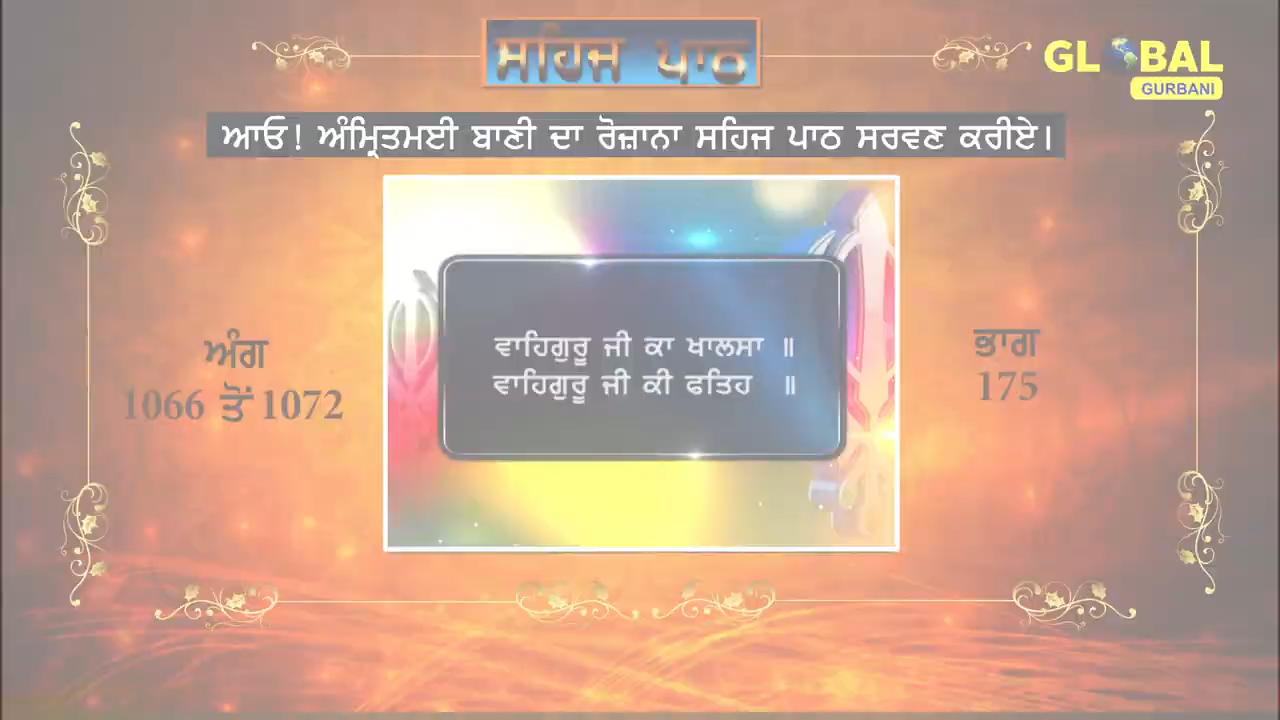 ਸਹਿਜ ਪਾਠ
GLOBAL
GURBANI
ਆਓ! ਅੰਮ੍ਰਿਤਮਈ ਬਾਣੀ ਦਾ ਰੋਜ਼ਾਨਾ ਸਹਿਜ ਪਾਠ ਸਰਵਣ ਕਰੀਏ।
ਅੰਗ
1066 ਤੋਂ 1072
ਵਾਹਿਗੁਰੂ ਜੀ ਕਾ ਖਾਲਸਾ ॥
ਵਾਹਿਗੁਰੂ ਜੀ ਕੀ ਫਤਿਹ ॥
ਭਾਗ
175